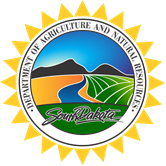 DEPARTMENT OF AGRICULTURE AND NATURAL RESOURCES
South Dakota